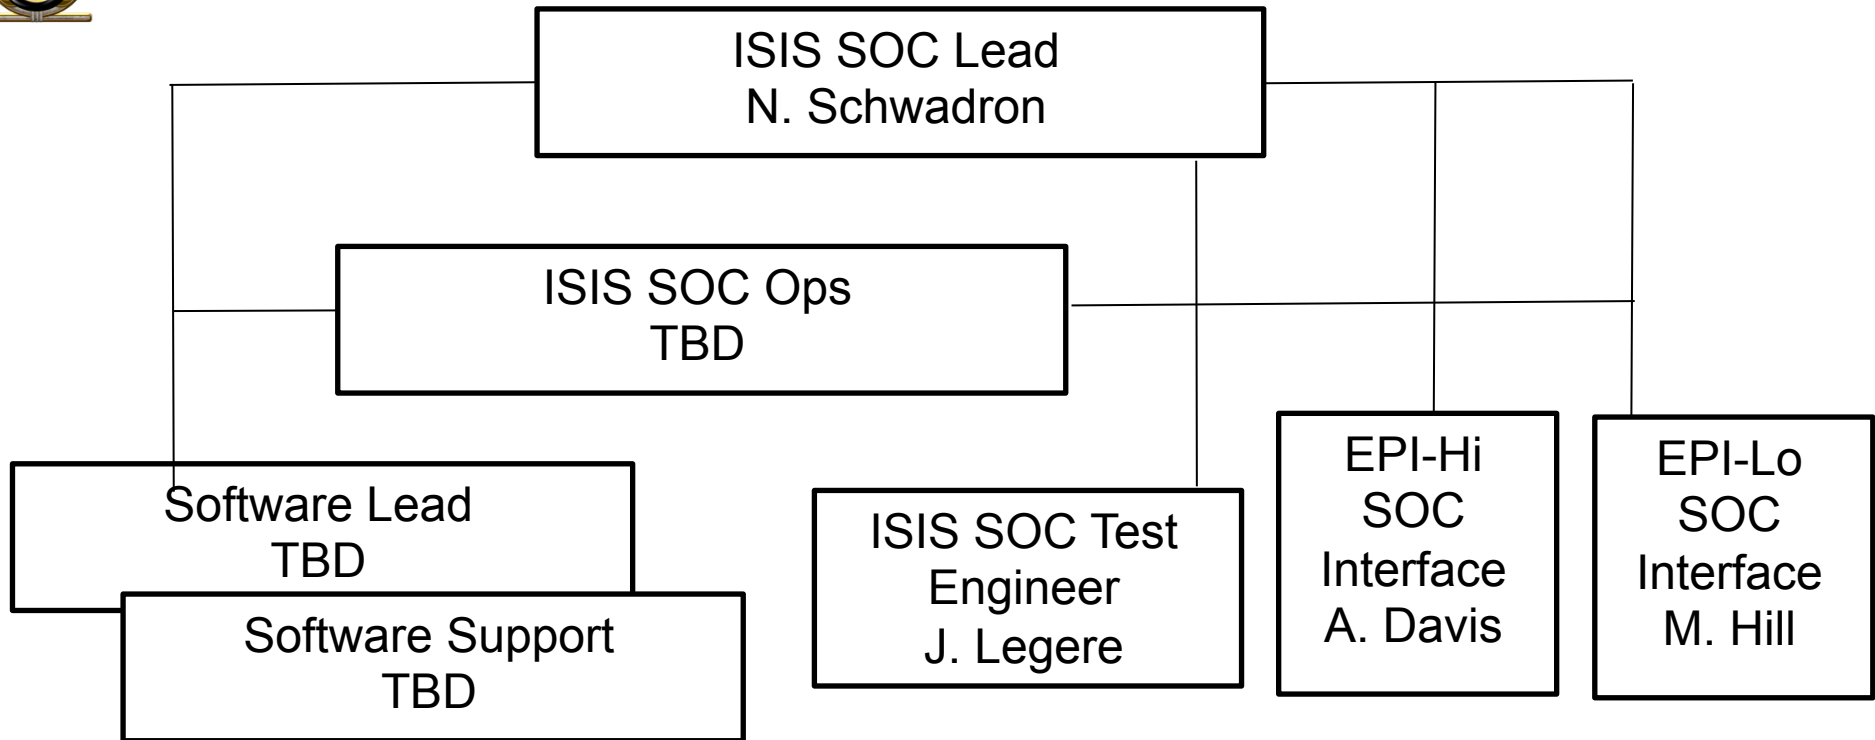 ISIS SOC Lead
N. Schwadron
ISIS SOC Ops
TBD
Software Lead
TBD
Software Support
TBD
ISIS SOC Test
Engineer
J. Legere
EPI-Hi
SOC
Interface
A. Davis
EPI-Lo
SOC
Interface
M. Hill